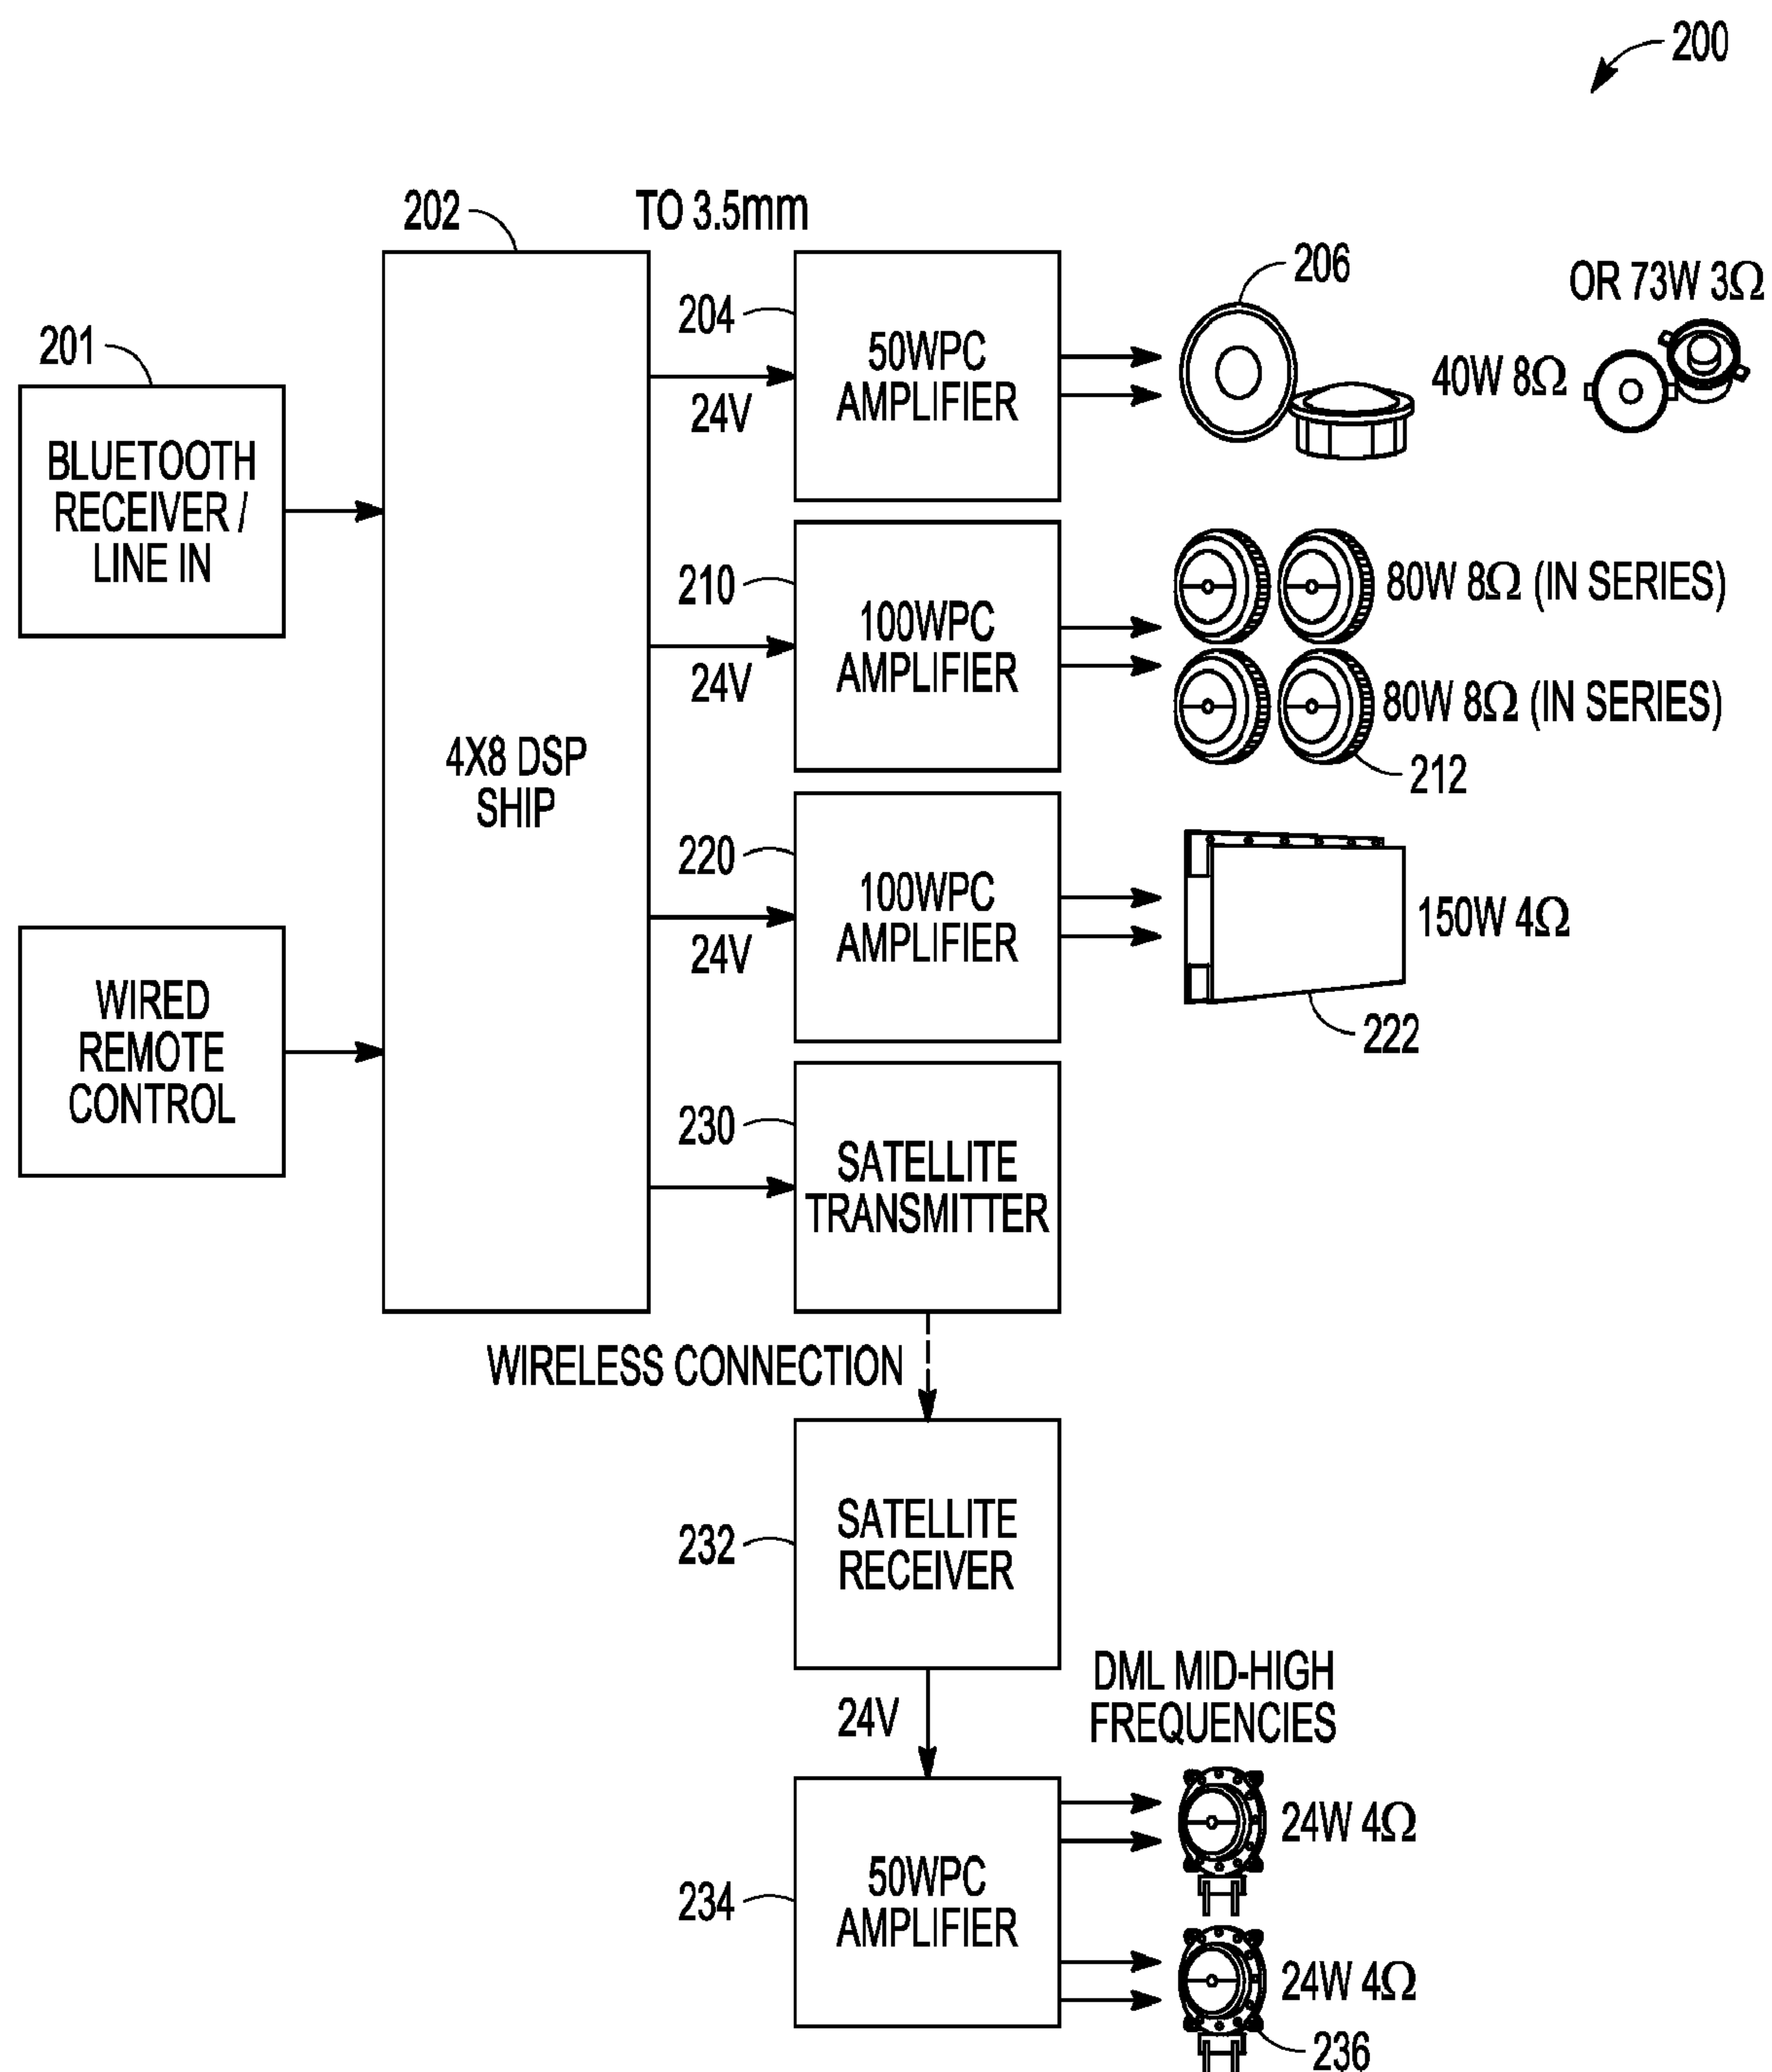 200
202
TO 3.5mm
201
BLUETOOTH
RECEIVER /
LINE IN
WIRED
REMOTE
CONTROL
4X8 DSP
SHIP
204
24V
50WPC
AMPLIFIER
206
40W 8Ω
OR 73W 3Ω
210
24V
100WPC
AMPLIFIER
80W 8Ω (IN SERIES)
80W 8Ω (IN SERIES)
212
220
24V
100WPC
AMPLIFIER
150W 4Ω
222
230
SATELLITE
TRANSMITTER
WIRELESS CONNECTION
232
SATELLITE
RECEIVER
24V
DML MID-HIGH
FREQUENCIES
234
50WPC
AMPLIFIER
24W 4Ω
24W 4Ω
236